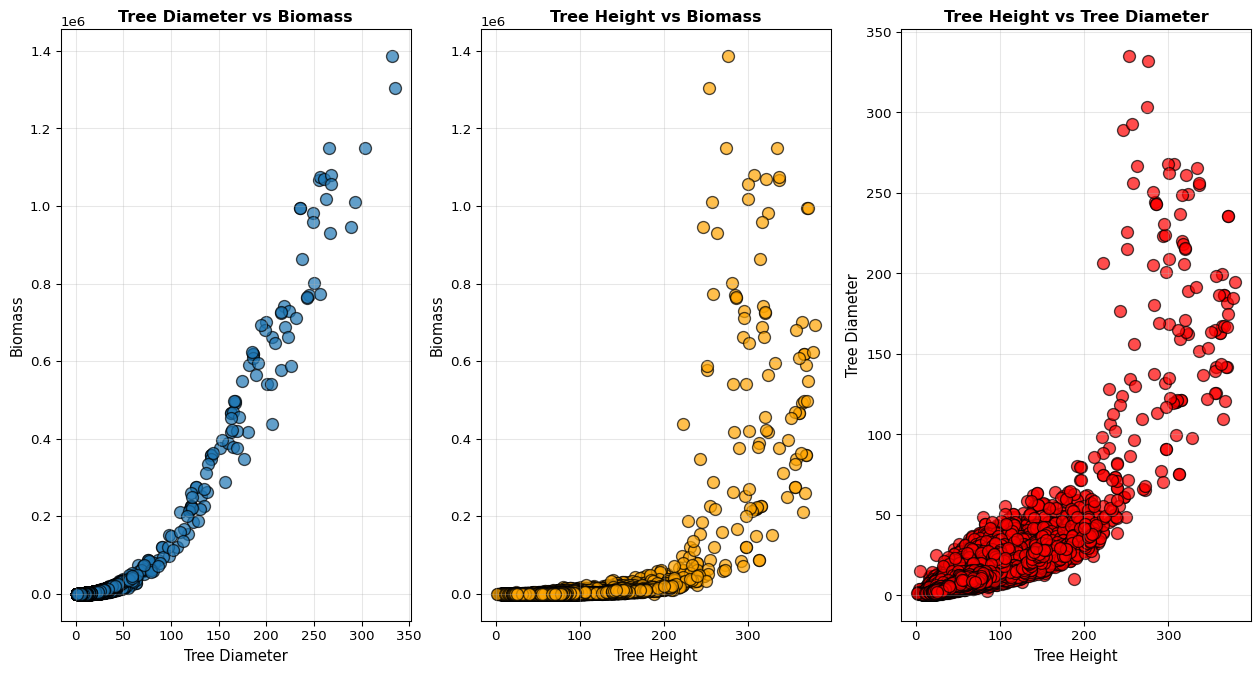 Tree Diameter vs Biomass
1e6
1.4
1.2
1.0
0.8
0.6
0.4
0.2
0.0
Biomass
0 50 100 150 200 250 300 350
Tree Diameter
Tree Height vs Biomass
1e6
1.4
1.2
1.0
0.8
0.6
0.4
0.2
0.0
Biomass
0 100 200 300
Tree Height
Tree Height vs Tree Diameter
350
300
250
200
150
100
50
0
Tree Diameter
0 100 200 300
Tree Height